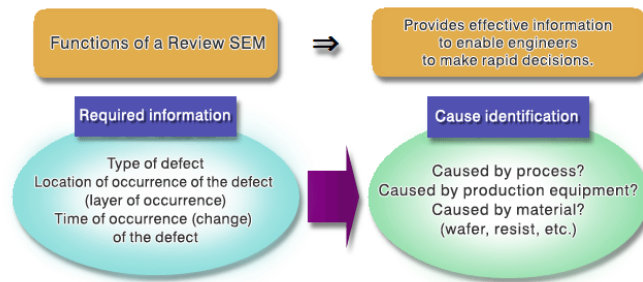 Functions of a Review SEM
⇒
Provides effective information
to enable engineers
to make rapid decisions.
Required information
Type of defect
Location of occurrence of the defect
(layer of occurrence)
Time of occurrence (change)
of the defect
Cause identification
Caused by process?
Caused by production equipment?
Caused by material?
(wafer, resist, etc.)